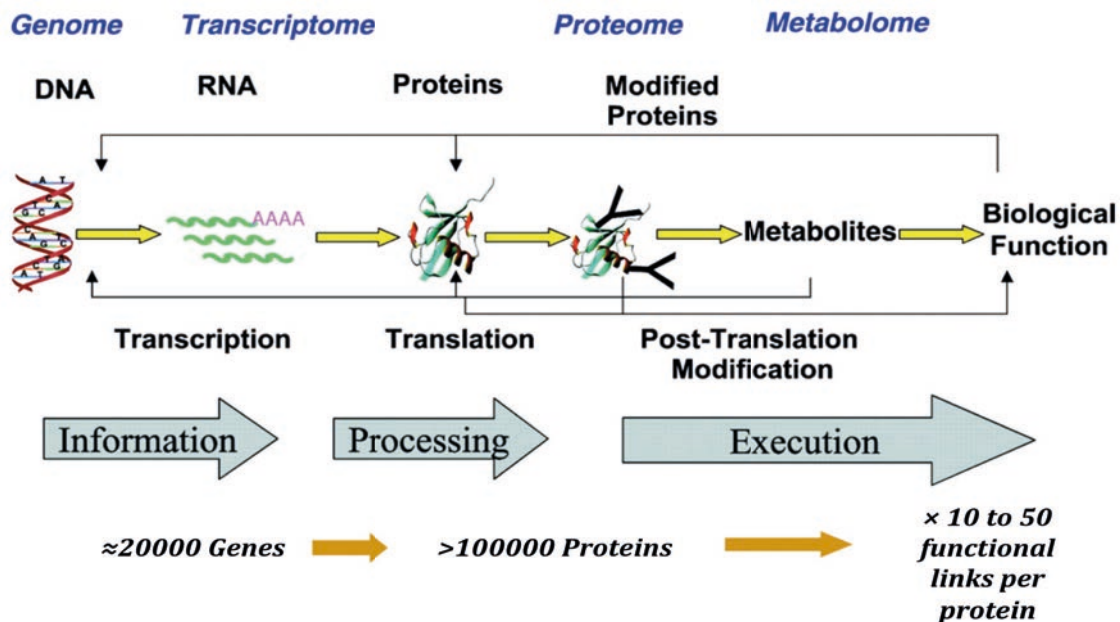 Genome Transcriptome Proteome Metabolome
DNA RNA Proteins Modified
Proteins
AAAA
Metabolites
Biological
Function
Transcription Translation Post-Translation
Modification
Information Processing Execution
≈20000 Genes >100000 Proteins × 10 to 50
functional
links per
protein